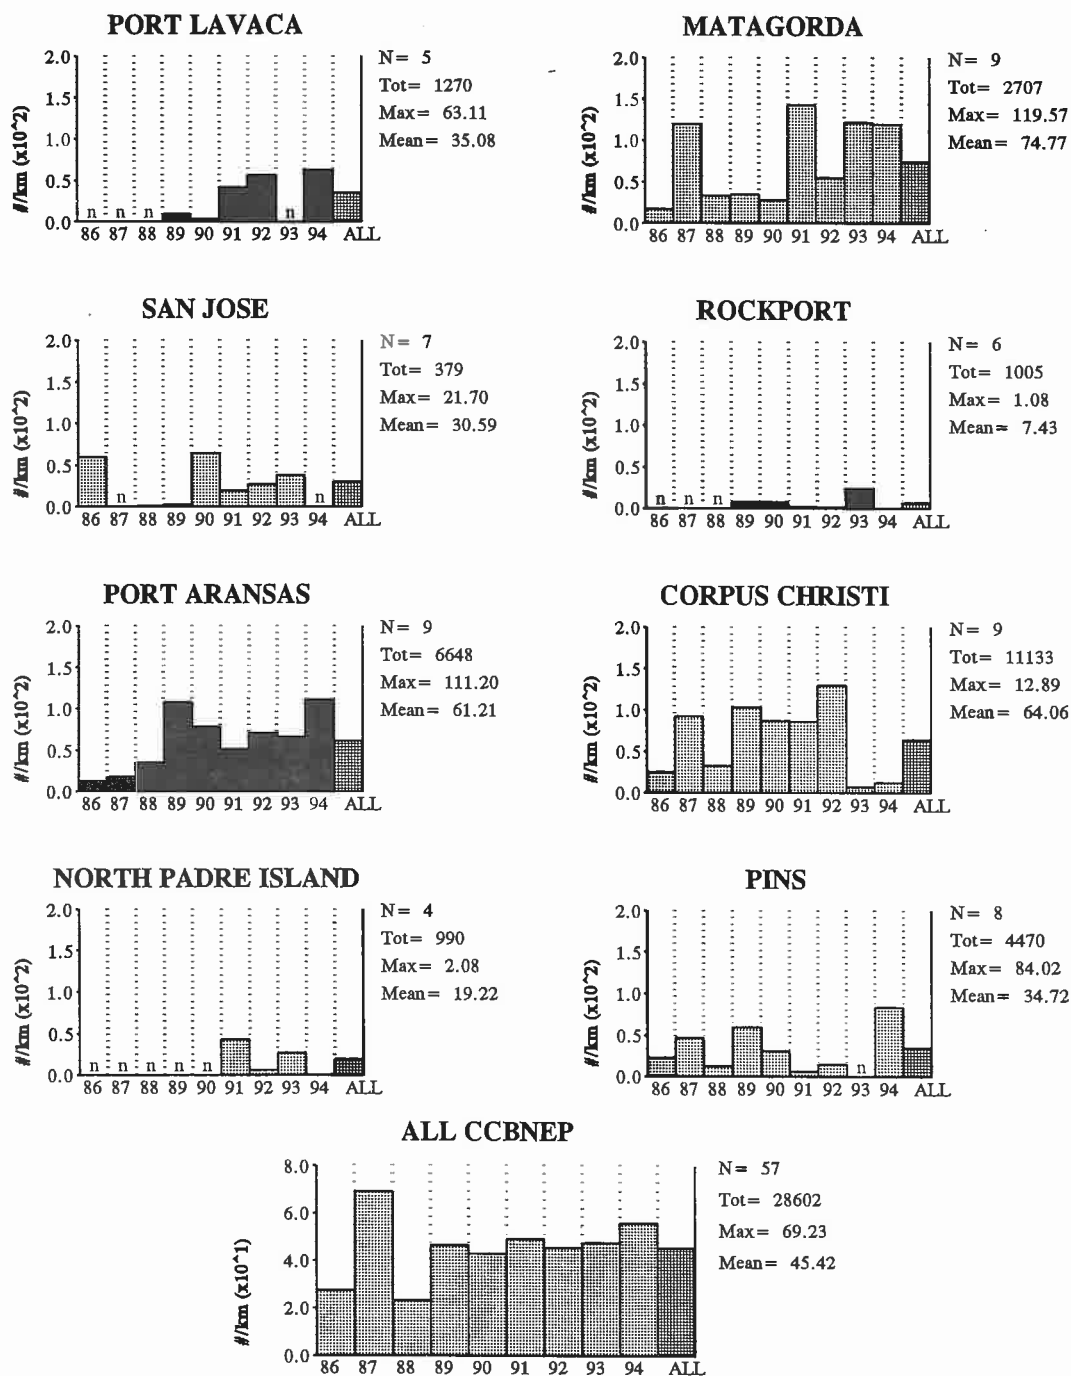 PORT LAVACA
#/km (x10^2)
2.0
1.5
1.0
0.5
0.0
n n n n
86 87 88 89 90 91 92 93 94 ALL
N= 5
Tot= 1270
Max= 63.11
Mean= 35.08
MATAGORDA
#/km (x10^2)
2.0
1.5
1.0
0.5
0.0
86 87 88 89 90 91 92 93 94 ALL
N= 9
Tot= 2707
Max= 119.57
Mean= 74.77
SAN JOSE
#/km (x10^2)
2.0
1.5
1.0
0.5
0.0
n n
86 87 88 89 90 91 92 93 94 ALL
N= 7
Tot= 379
Max= 21.70
Mean= 30.59
ROCKPORT
#/km (x10^2)
2.0
1.5
1.0
0.5
0.0
n n n
86 87 88 89 90 91 92 93 94 ALL
N= 6
Tot= 1005
Max= 1.08
Mean= 7.43
PORT ARANSAS
#/km (x10^2)
2.0
1.5
1.0
0.5
0.0
86 87 88 89 90 91 92 93 94 ALL
N= 9
Tot= 6648
Max= 111.20
Mean= 61.21
CORPUS CHRISTI
#/km (x10^2)
2.0
1.5
1.0
0.5
0.0
86 87 88 89 90 91 92 93 94 ALL
N= 9
Tot= 11133
Max= 12.89
Mean= 64.06
NORTH PADRE ISLAND
#/km (x10^2)
2.0
1.5
1.0
0.5
0.0
n n n n n
86 87 88 89 90 91 92 93 94 ALL
N= 4
Tot= 990
Max= 2.08
Mean= 19.22
PINS
#/km (x10^2)
2.0
1.5
1.0
0.5
0.0
n
86 87 88 89 90 91 92 93 94 ALL
N= 8
Tot= 4470
Max= 84.02
Mean= 34.72
ALL CCBNEP
#/km (x10^1)
8.0
6.0
4.0
2.0
0.0
86 87 88 89 90 91 92 93 94 ALL
N= 57
Tot= 28602
Max= 69.23
Mean= 45.42